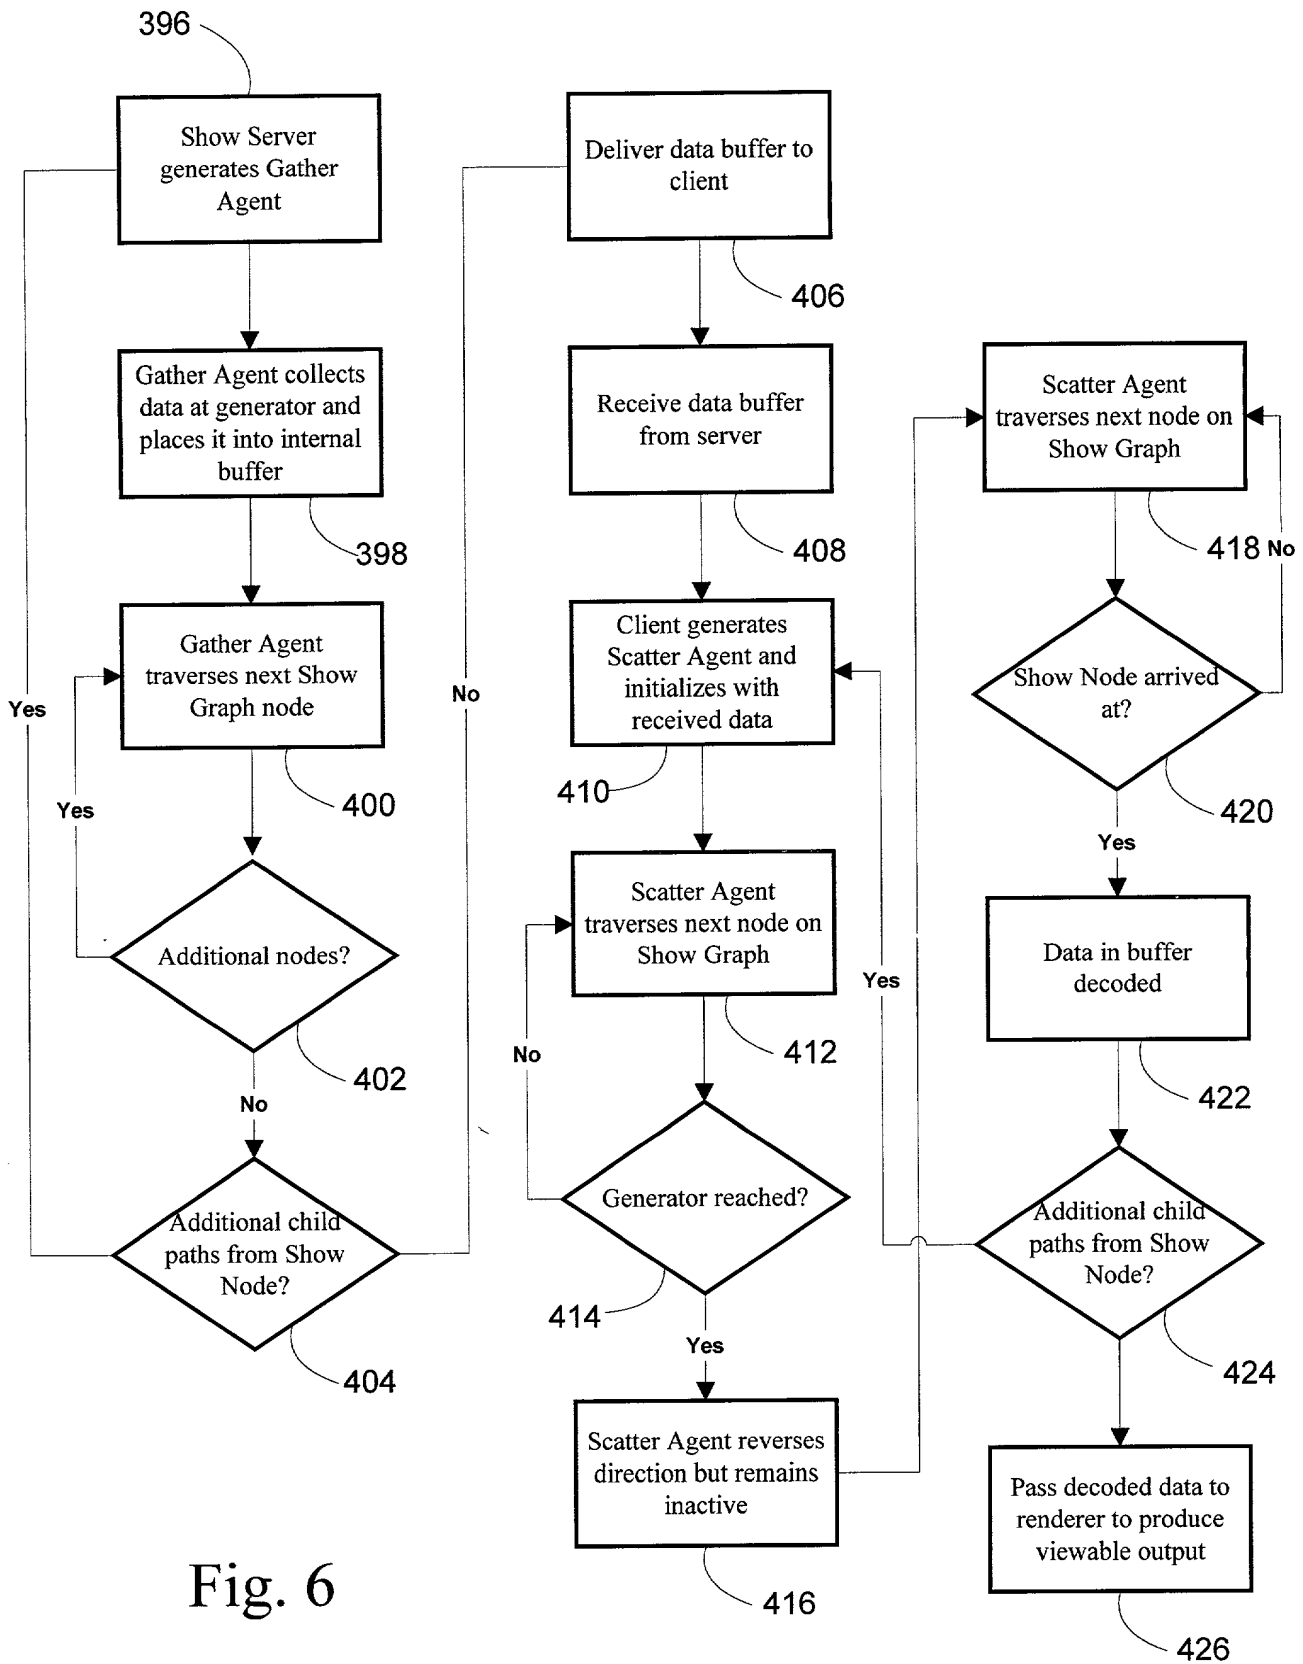 396
Show Server
generates Gather
Agent
Gather Agent collects
data at generator and
places it into internal
buffer
398
Gather Agent
traverses next Show
Graph node
400
Yes
Yes
Additional nodes?
402
No
Additional child
paths from Show
Node?
404
No
Deliver data buffer to
client
406
Receive data buffer
from server
408
Client generates
Scatter Agent and
initializes with
received data
410
Scatter Agent
traverses next node on
Show Graph
412
No
Generator reached?
414
Yes
Scatter Agent reverses
direction but remains
inactive
416
Scatter Agent
traverses next node on
Show Graph
418
No
Show Node arrived
at?
420
Yes
Data in buffer
decoded
422
Yes
Additional child
paths from Show
Node?
424
Pass decoded data to
renderer to produce
viewable output
426
Fig. 6